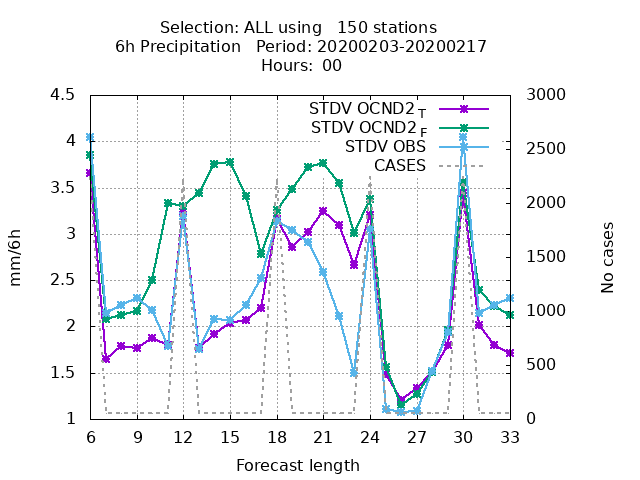 Selection: ALL using   150 stations
6h Precipitation   Period: 20200203-20200217
Hours: 00
4.5
4
3.5
3
2.5
2
1.5
1
3000
2500
2000
1500
1000
500
0
STDV OCND2 T
STDV OCND2 F
STDV OBS
CASES
mm/6h
No cases
6 9 12 15 18 21 24 27 30 33
Forecast length